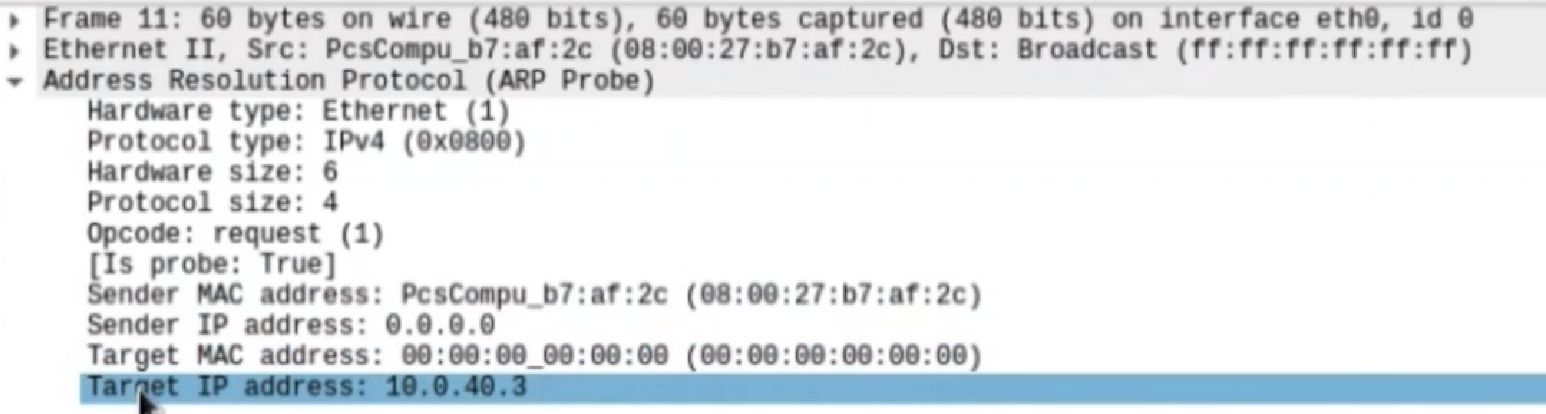 Frame 11: 60 bytes on wire (480 bits), 60 bytes captured (480 bits) on interface eth0, id 0
Ethernet II, Src: PcsCompu_b7:af:2c (08:00:27:b7:af:2c), Dst: Broadcast (ff:ff:ff:ff:ff:ff)
Address Resolution Protocol (ARP Probe)
Hardware type: Ethernet (1)
Protocol type: IPv4 (0x0800)
Hardware size: 6
Protocol size: 4
Opcode: request (1)
[Is probe: True]
Sender MAC address: PcsCompu_b7:af:2c (08:00:27:b7:af:2c)
Sender IP address: 0.0.0.0
Target MAC address: 00:00:00_00:00:00 (00:00:00:00:00:00)
Target IP address: 10.0.40.3